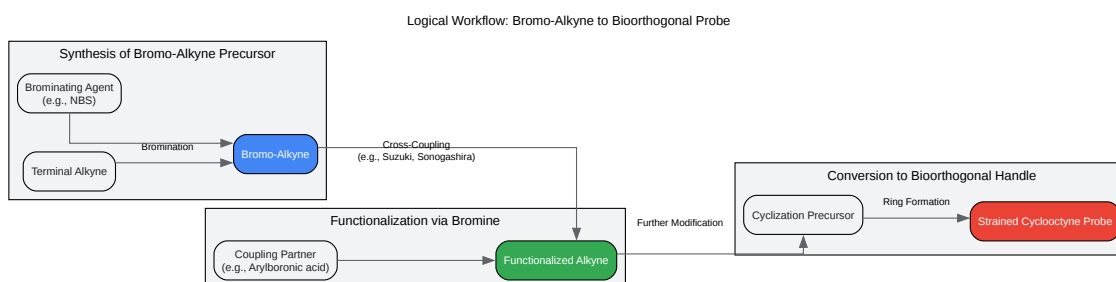 Logical Workflow: Bromo-Alkyne to Bioorthogonal Probe
Synthesis of Bromo-Alkyne Precursor
Brominating Agent
(e.g., NBS)
Bromination
Terminal Alkyne
Bromo-Alkyne
Cross-Coupling
(e.g., Suzuki, Sonogashira)
Functionalization via Bromine
Coupling Partner
(e.g., Arylboronic acid)
Functionalized Alkyne
Further Modification
Conversion to Bioorthogonal Handle
Cyclization Precursor
Ring Formation
Strained Cyclooctyne Probe